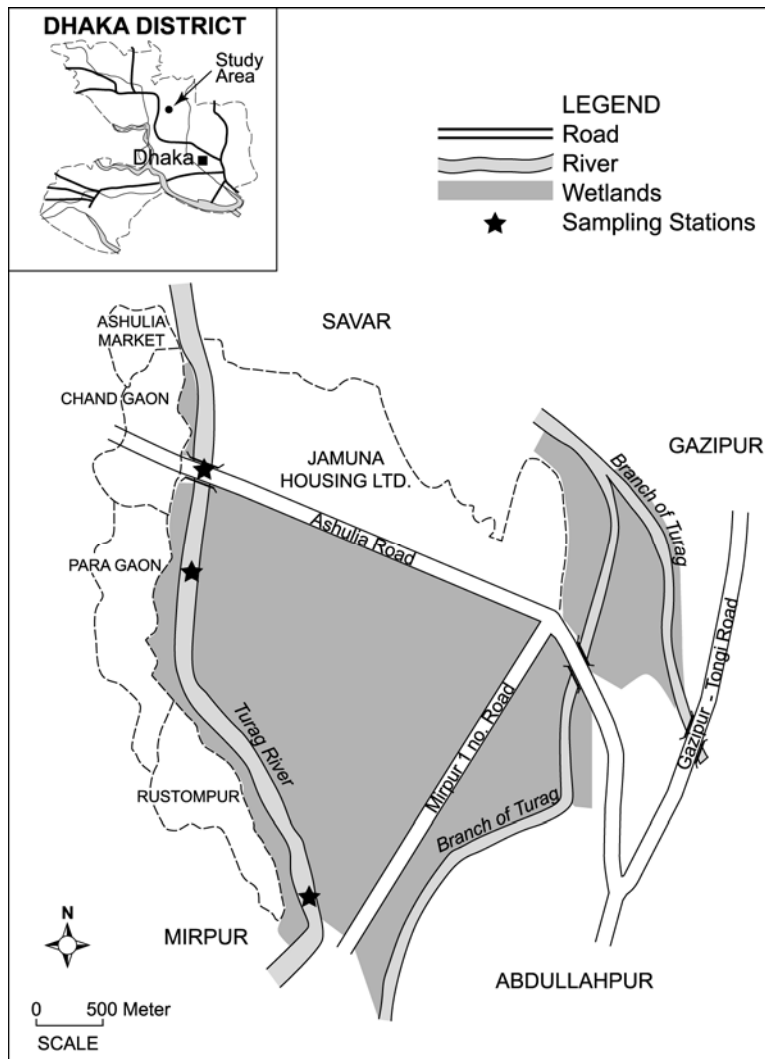 DHAKA DISTRICT
Study
Area
Dhaka
LEGEND
Road
River
Wetlands
Sampling Stations
ASHULIA
MARKET
SAVAR
CHAND GAON
GAZIPUR
JAMUNA
HOUSING LTD.
Branch of Turag
Ashulia Road
PARA GAON
Gazipur - Tongi Road
Turag River
Mirpur 1 no. Road
RUSTOMPUR
Branch of Turag
N
MIRPUR
ABDULLAHPUR
0 500 Meter
SCALE